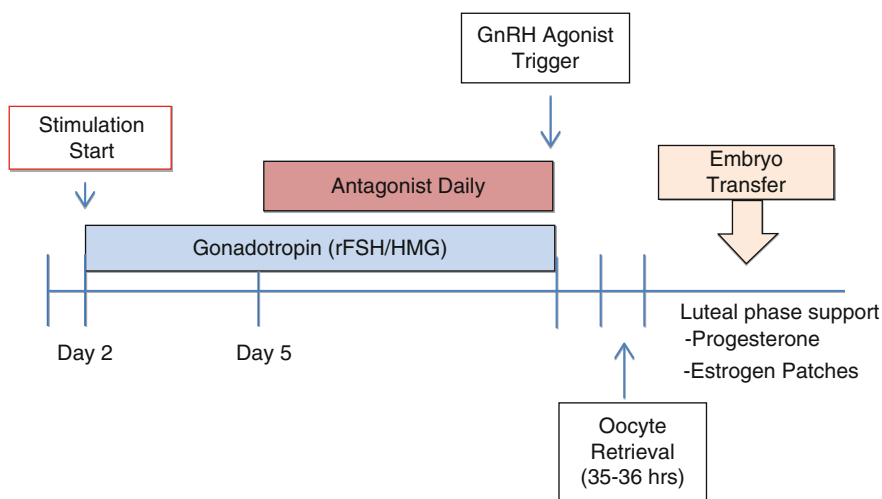 GnRH Agonist
Trigger
Stimulation
Start
Embryo
Transfer
Antagonist Daily
Gonadotropin (rFSH/HMG)
Day 2
Day 5
Luteal phase support
-Progesterone
-Estrogen Patches
Oocyte
Retrieval
(35-36 hrs)